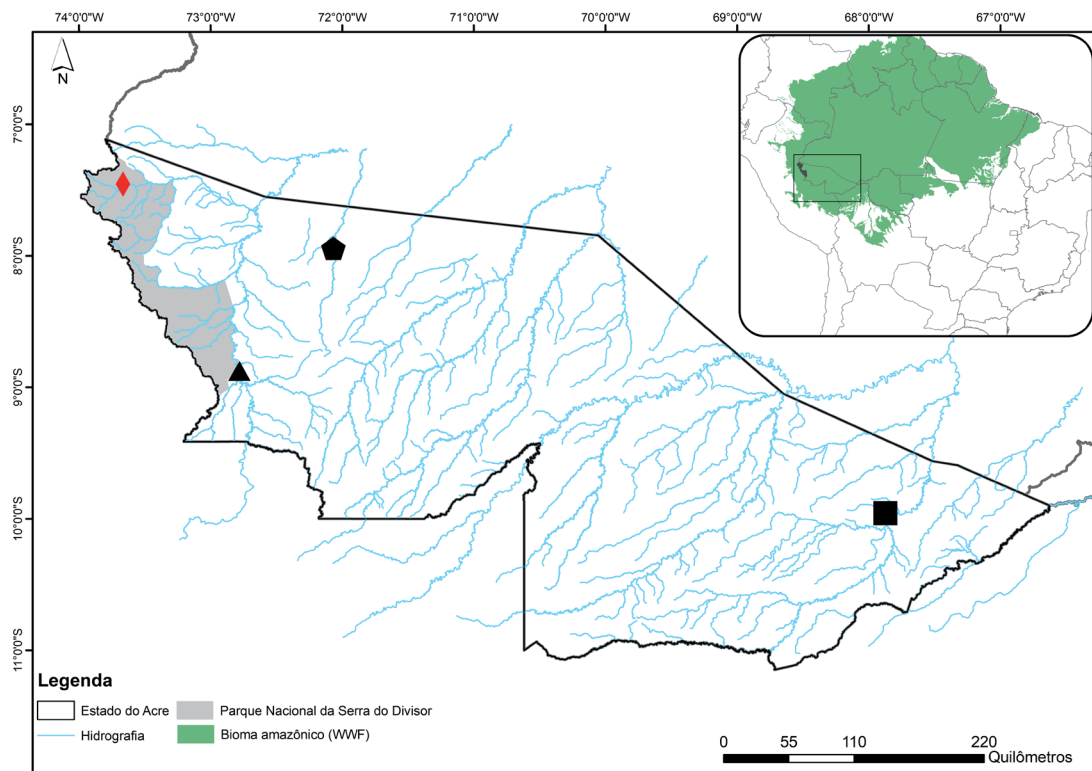 74°0'0"W 73°0'0"W 72°0'0"W 71°0'0"W 70°0'0"W 69°0'0"W 68°0'0"W 67°0'0"W
N
7°0'0"S
8°0'0"S
9°0'0"S
10°0'0"S
11°0'0"S
Legenda
Estado do Acre Parque Nacional da Serra do Divisor
Hidrografia Bioma amazônico (WWF)
0 55 110 220
Quilômetros